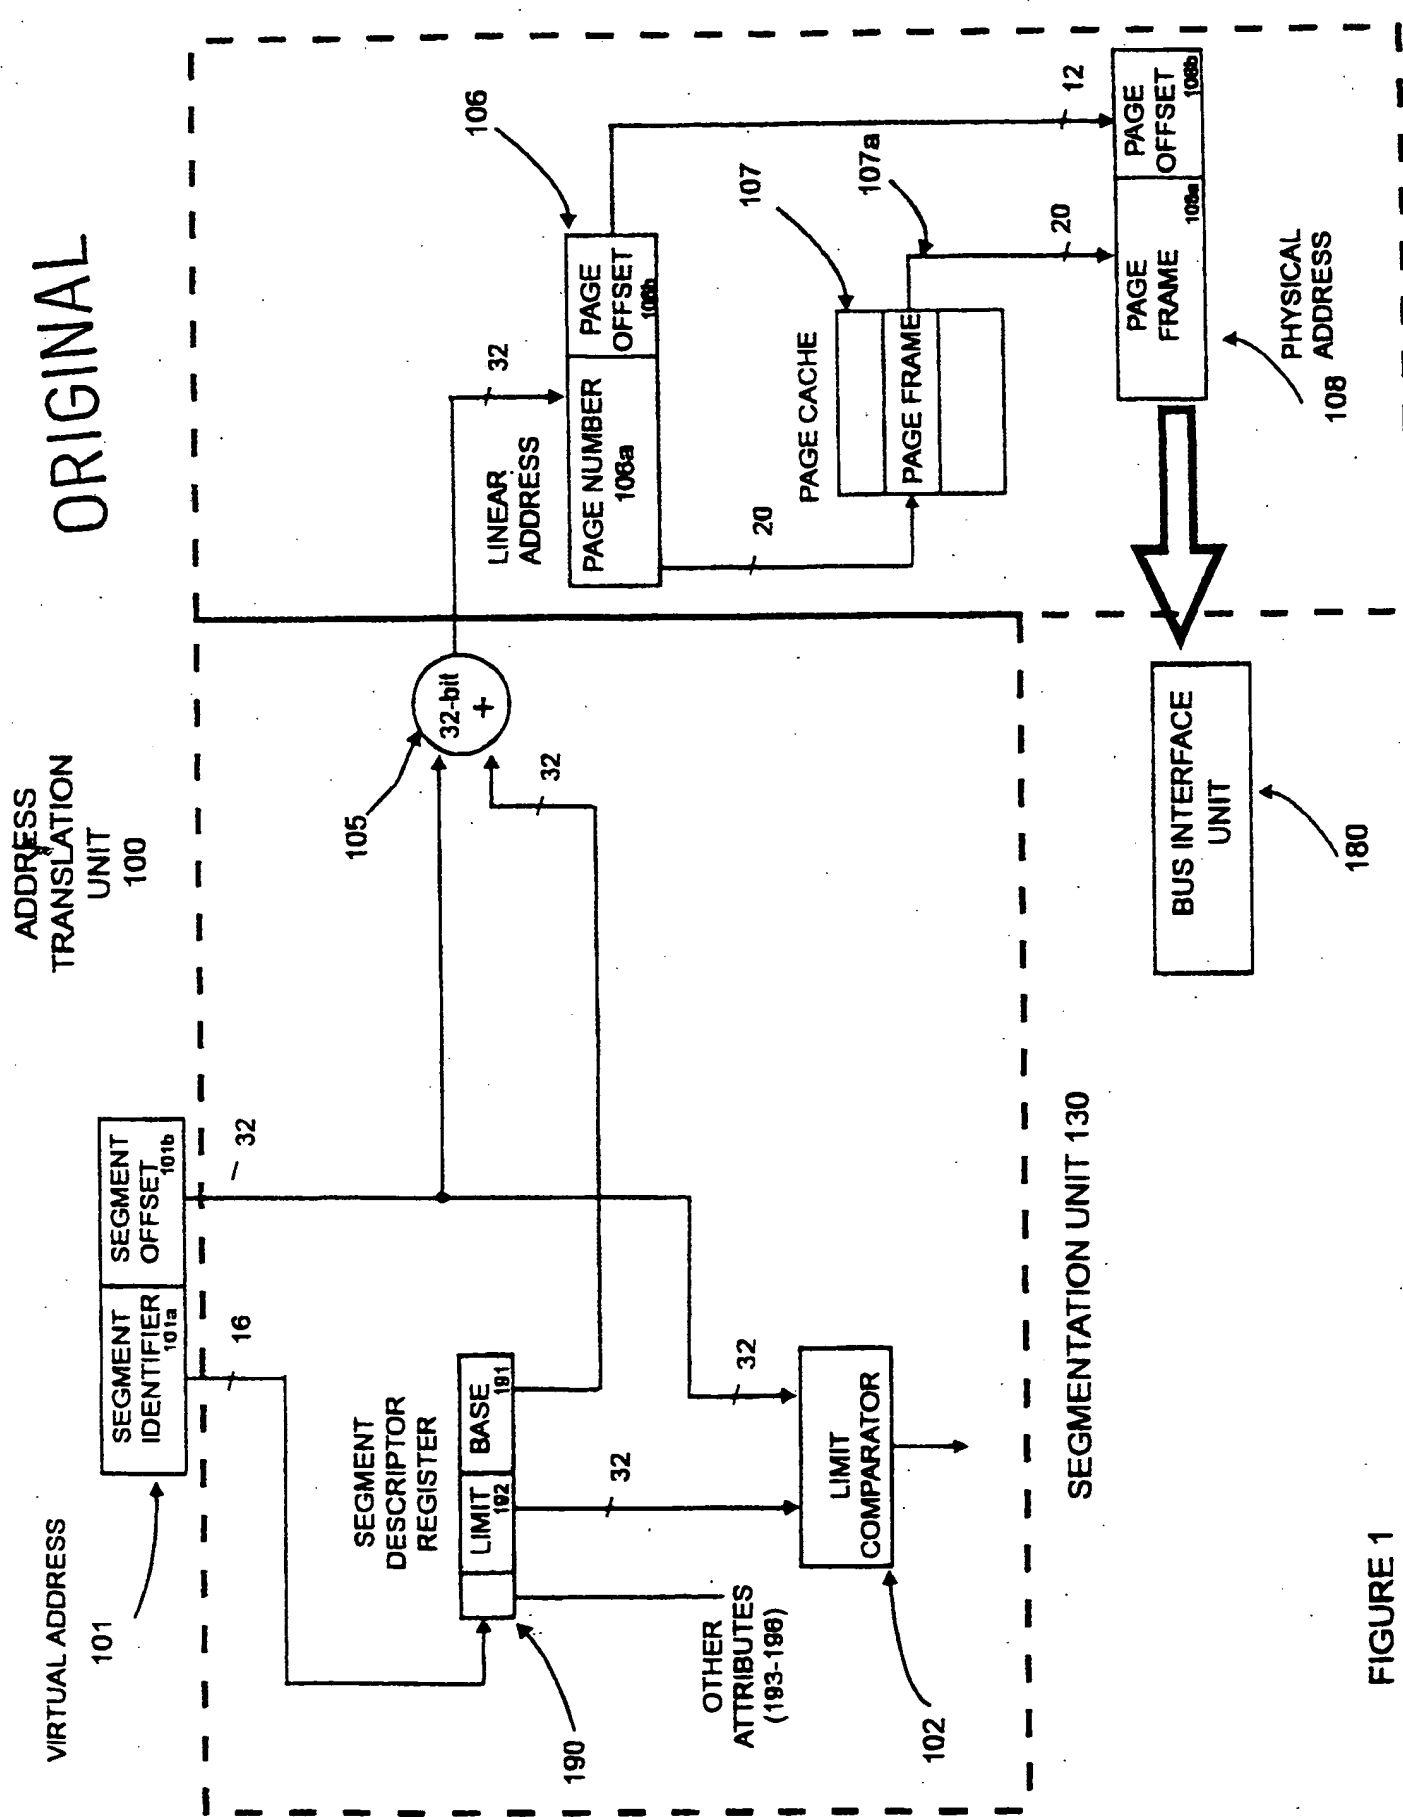 ORIGINAL
ADDRESS
TRANSLATION
UNIT
100
VIRTUAL ADDRESS
101
SEGMENT
IDENTIFIER
101a
SEGMENT
OFFSET
101b
16
32
SEGMENT
DESCRIPTOR
REGISTER
LIMIT
192
BASE
191
190
OTHER
ATTRIBUTES
(193-196)
32
32
LIMIT
COMPARATOR
102
105
32-bit
+
32
32
LINEAR
ADDRESS
106
PAGE NUMBER
106a
PAGE
OFFSET
106b
20
PAGE CACHE
107
PAGE FRAME
107a
20
12
PAGE
FRAME
108a
PAGE
OFFSET
108b
PHYSICAL
ADDRESS
108
BUS INTERFACE
UNIT
180
SEGMENTATION UNIT 130
FIGURE 1